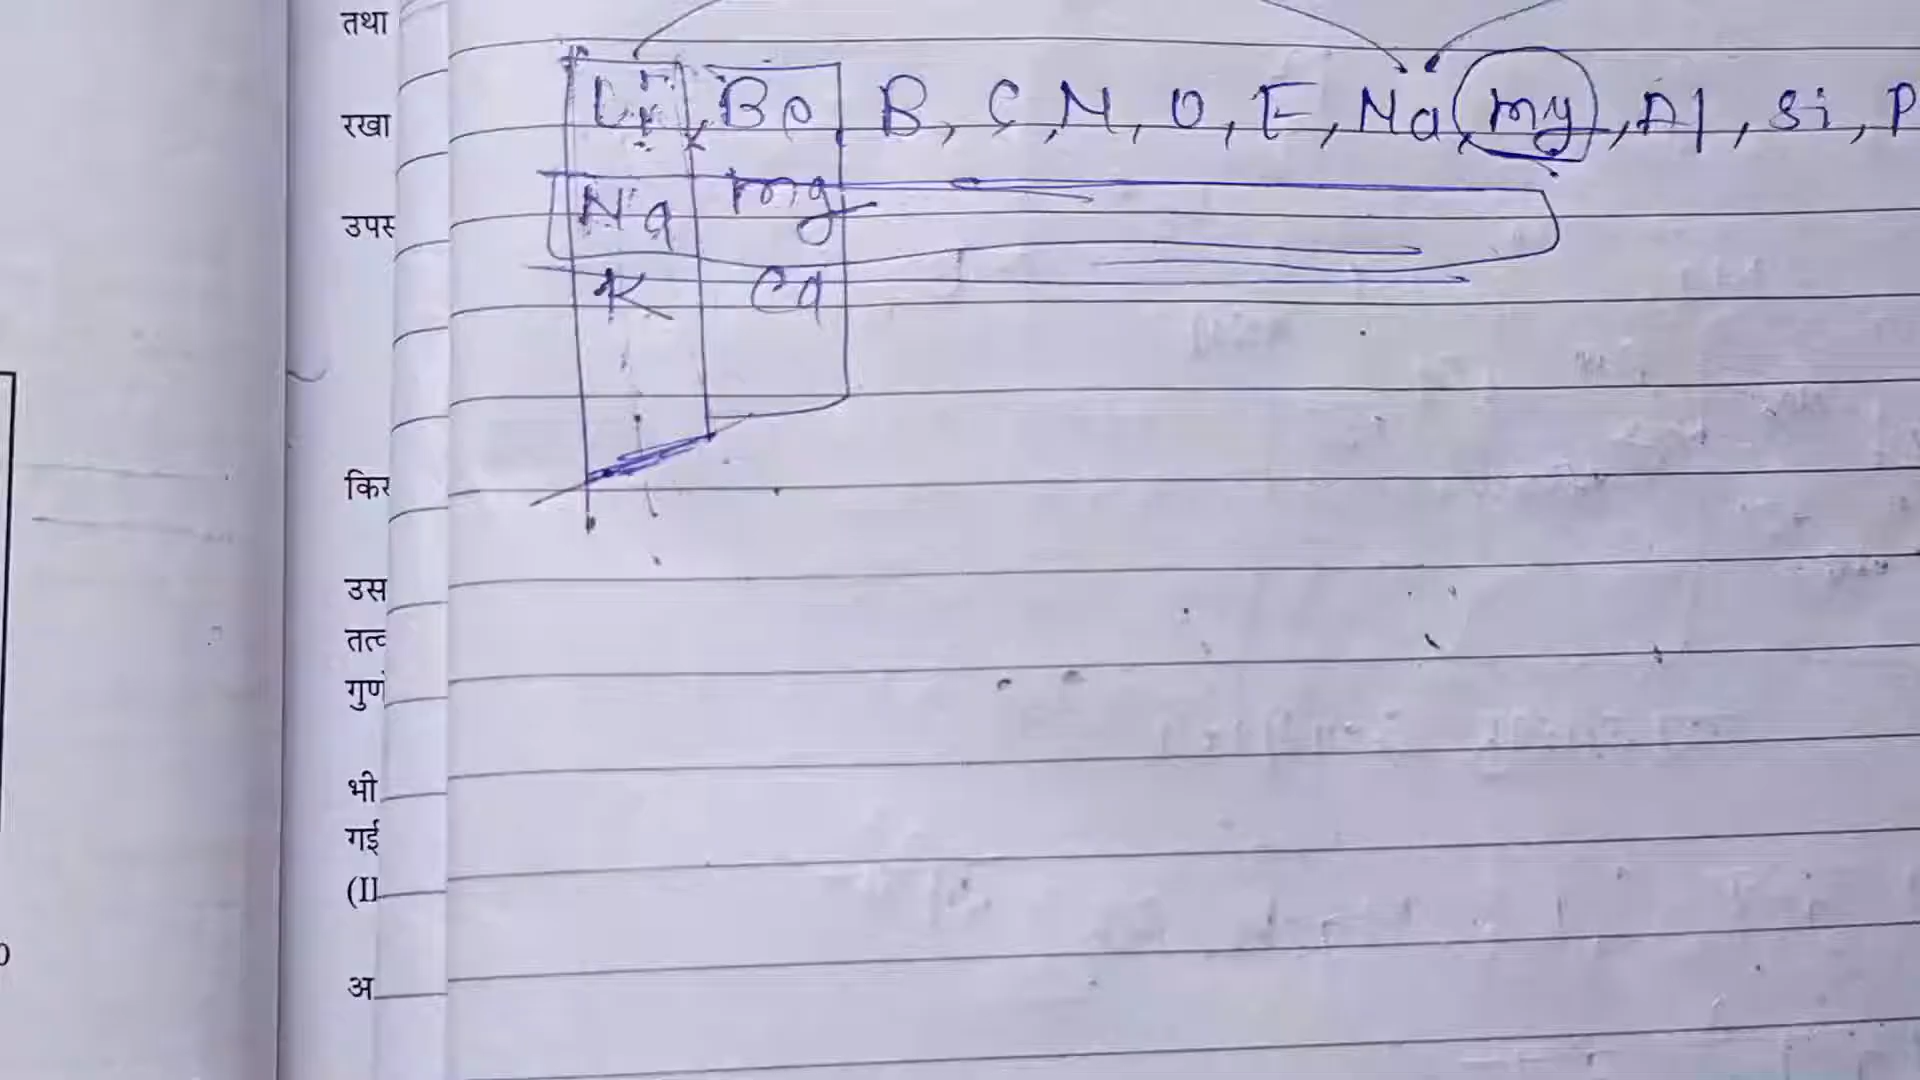 तथा
रखा
Li, Be, B, C, N, O, F, Na, mg, Al, Si, P
Na mg
उपस
K Ca
किस
उस
तत्व
गुण
भी
गई
(II
अ